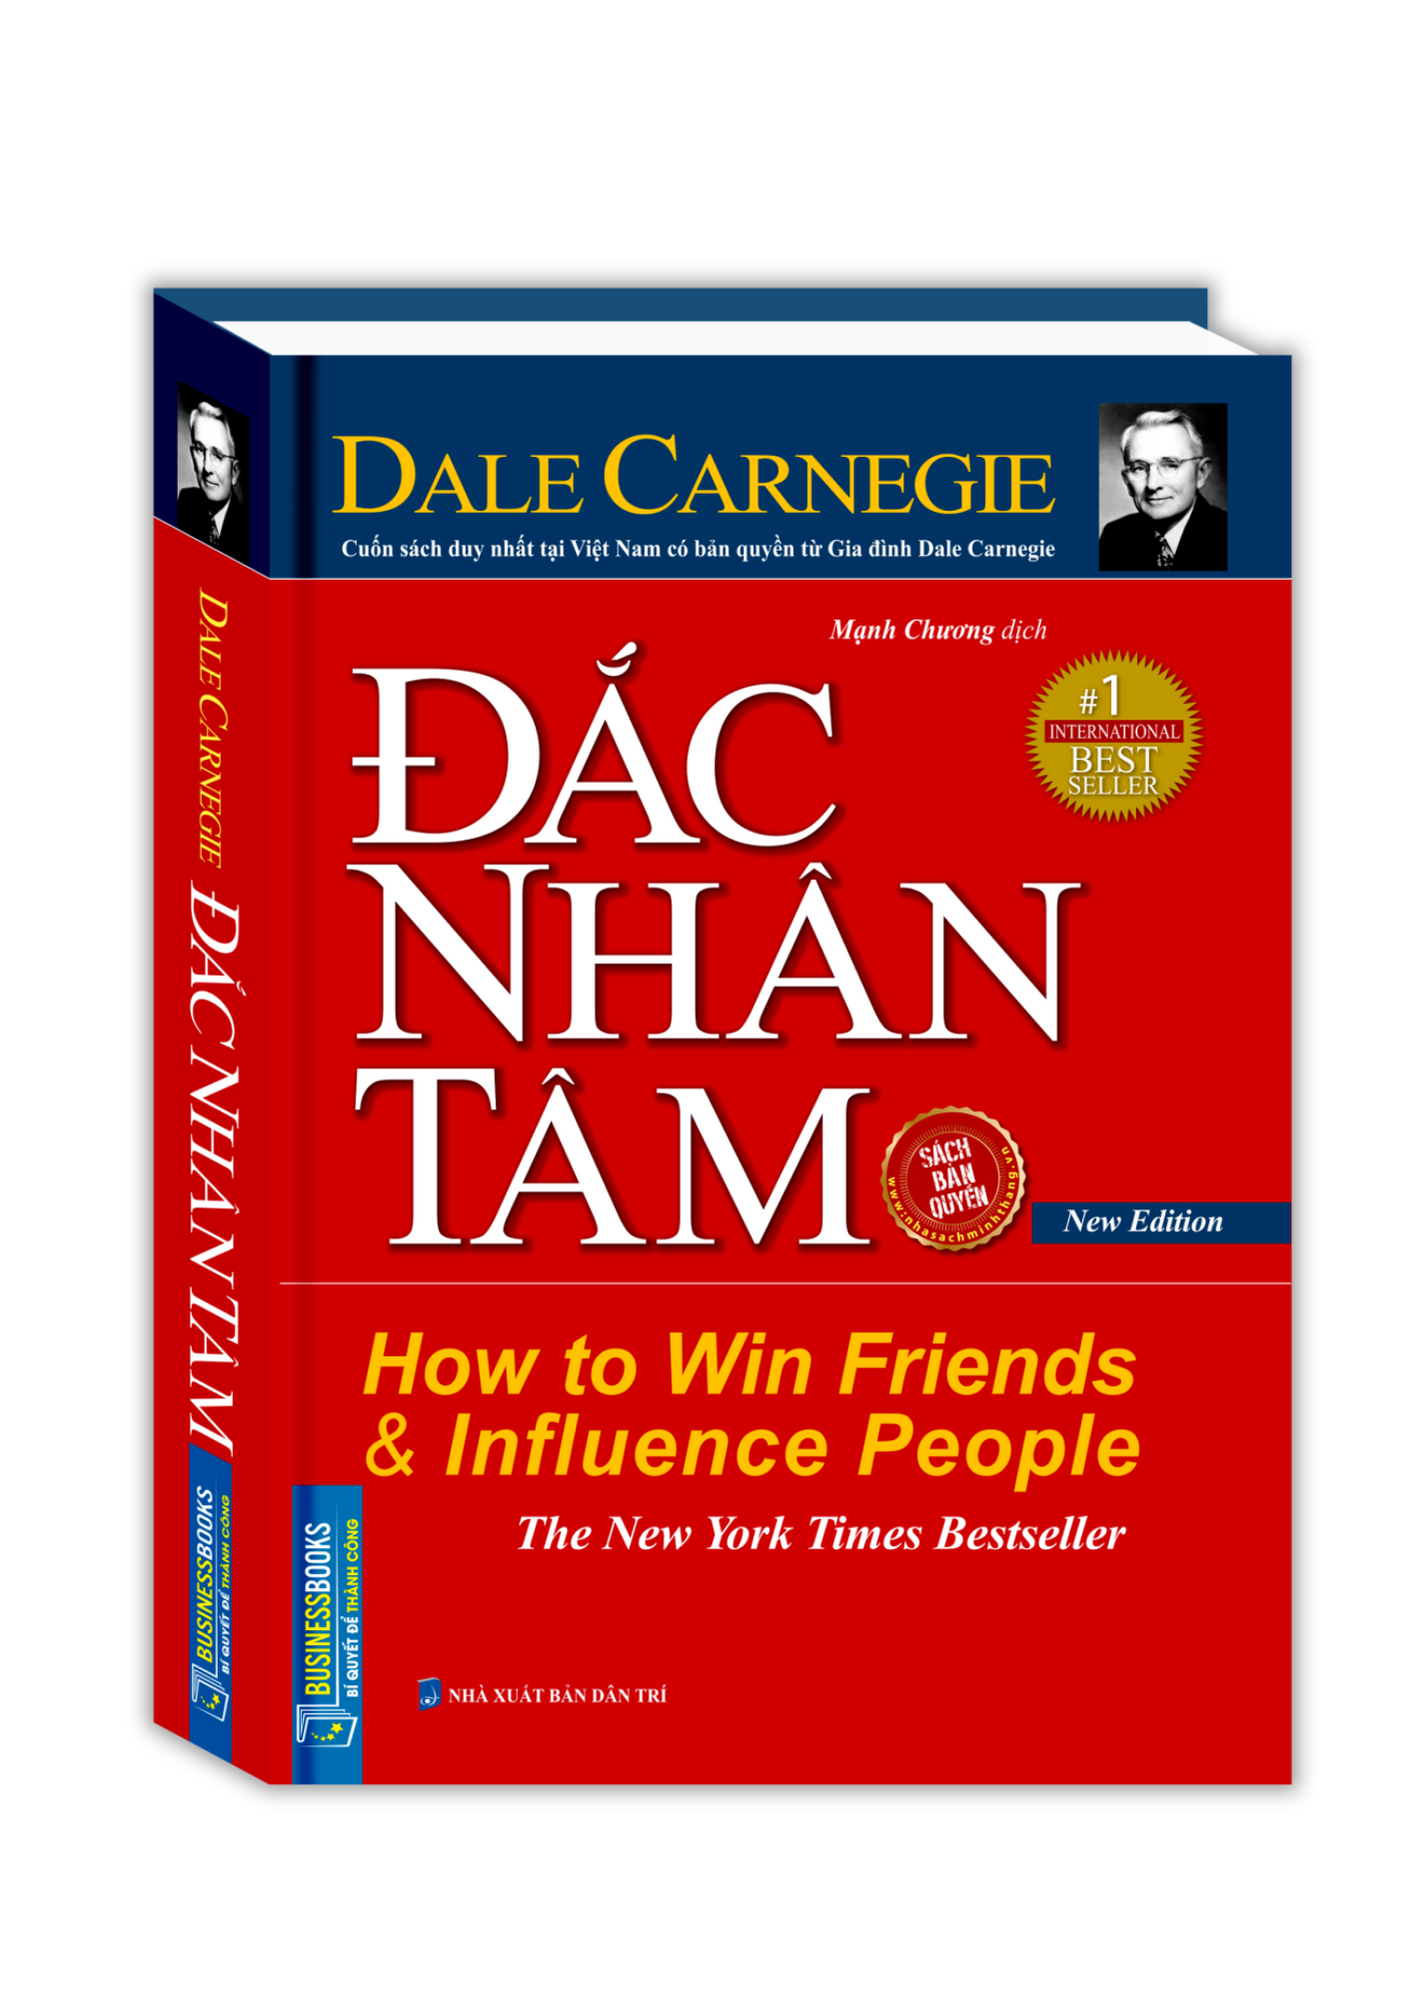 DALE CARNEGIE
Cuốn sách duy nhất tại Việt Nam có bản quyền từ Gia đình Dale Carnegie
Mạnh Chương dịch
ĐẮC
NHÂN
TÂM
#1
INTERNATIONAL
BEST
SELLER
SÁCH
BẢN
QUYỀN
www.nhasachminhthang.vn
New Edition
How to Win Friends
& Influence People
The New York Times Bestseller
BUSINESSBOOKS
BÍ QUYẾT ĐỂ THÀNH CÔNG
NHÀ XUẤT BẢN DÂN TRÍ
DALE CARNEGIE ĐẮC NHÂN TÂM
BUSINESSBOOKS
BÍ QUYẾT ĐỂ THÀNH CÔNG